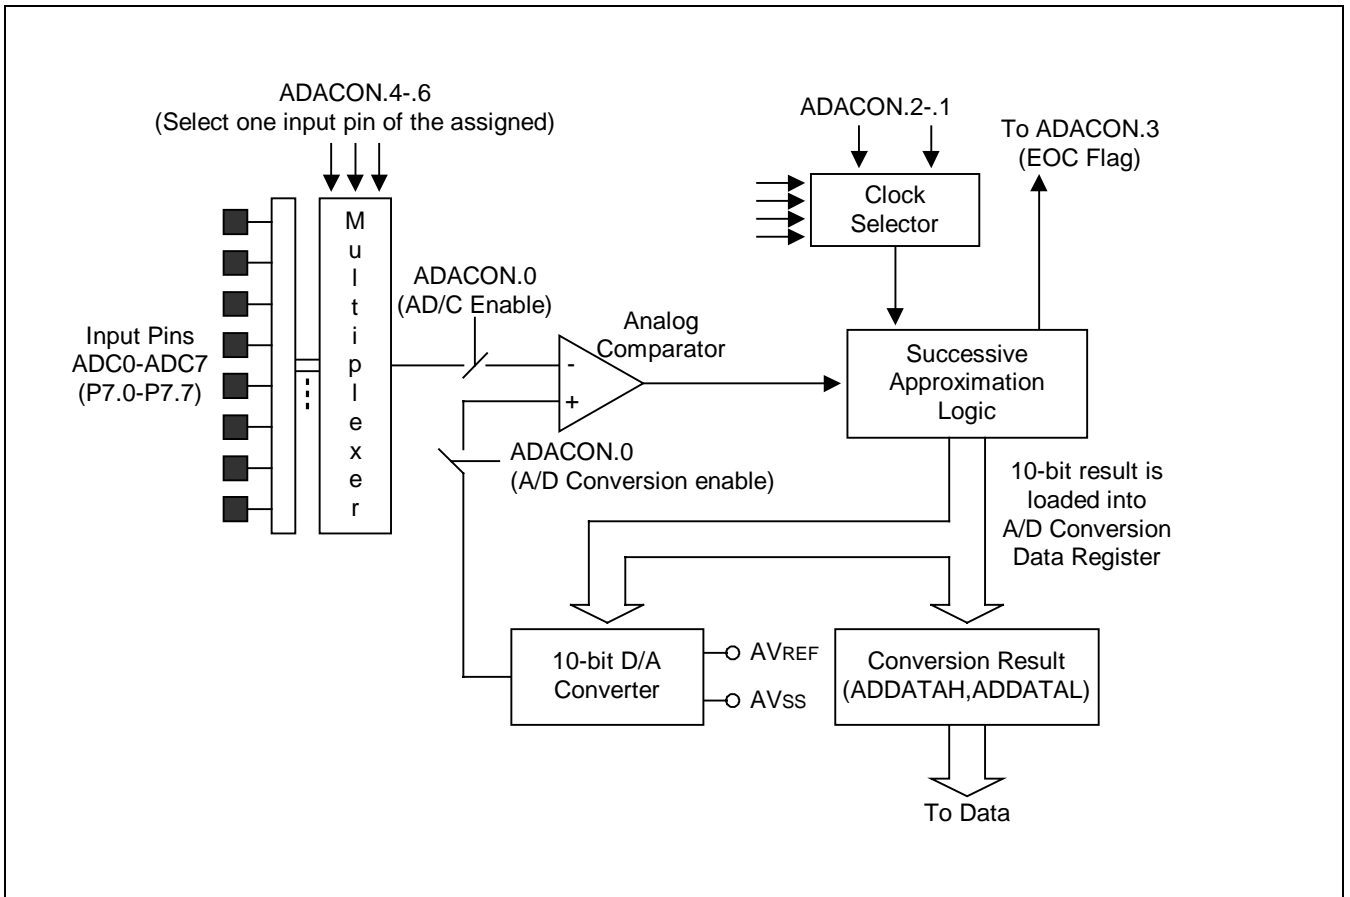 ADACON.4-.6
(Select one input pin of the assigned)
ADACON.2-.1
To ADACON.3
(EOC Flag)
Clock
Selector
Multiplexer
ADACON.0
(AD/C Enable)
Input Pins
ADC0-ADC7
(P7.0-P7.7)
Analog
Comparator
-
+
Successive
Approximation
Logic
ADACON.0
(A/D Conversion enable)
10-bit result is
loaded into
A/D Conversion
Data Register
10-bit D/A
Converter
AVREF
AVSS
Conversion Result
(ADDATAH,ADDATAL)
To Data